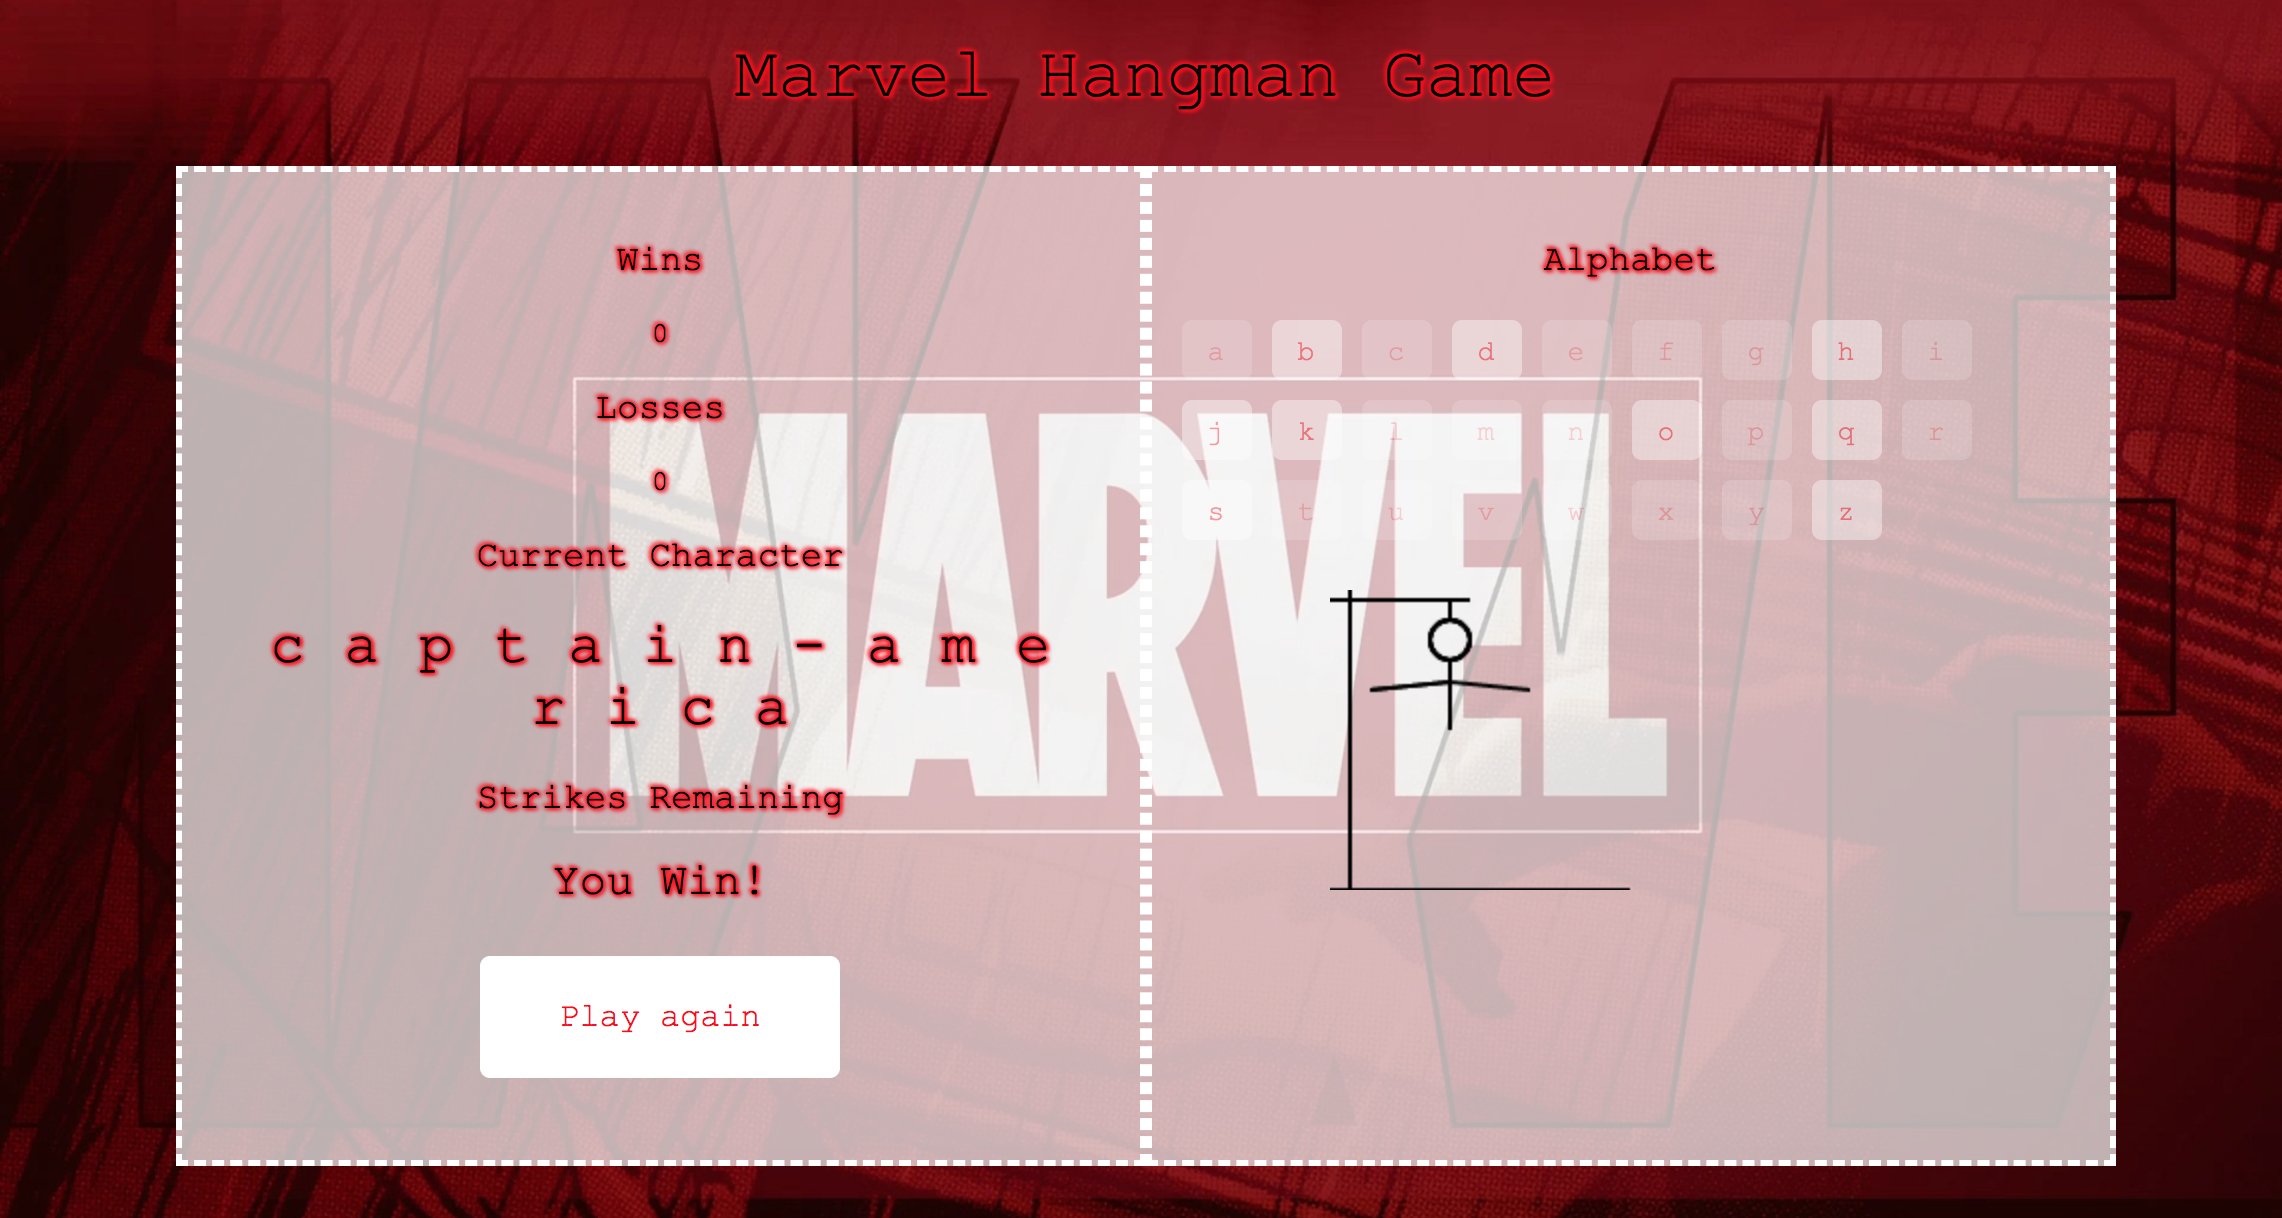 Marvel Hangman Game
Wins
0
Losses
0
Current Character
c a p t a i n - a m e
r i c a
Strikes Remaining
You Win!
Play again
Alphabet
a b c d e f g h i
j k l m n o p q r
s t u v w x y z
MARVEL